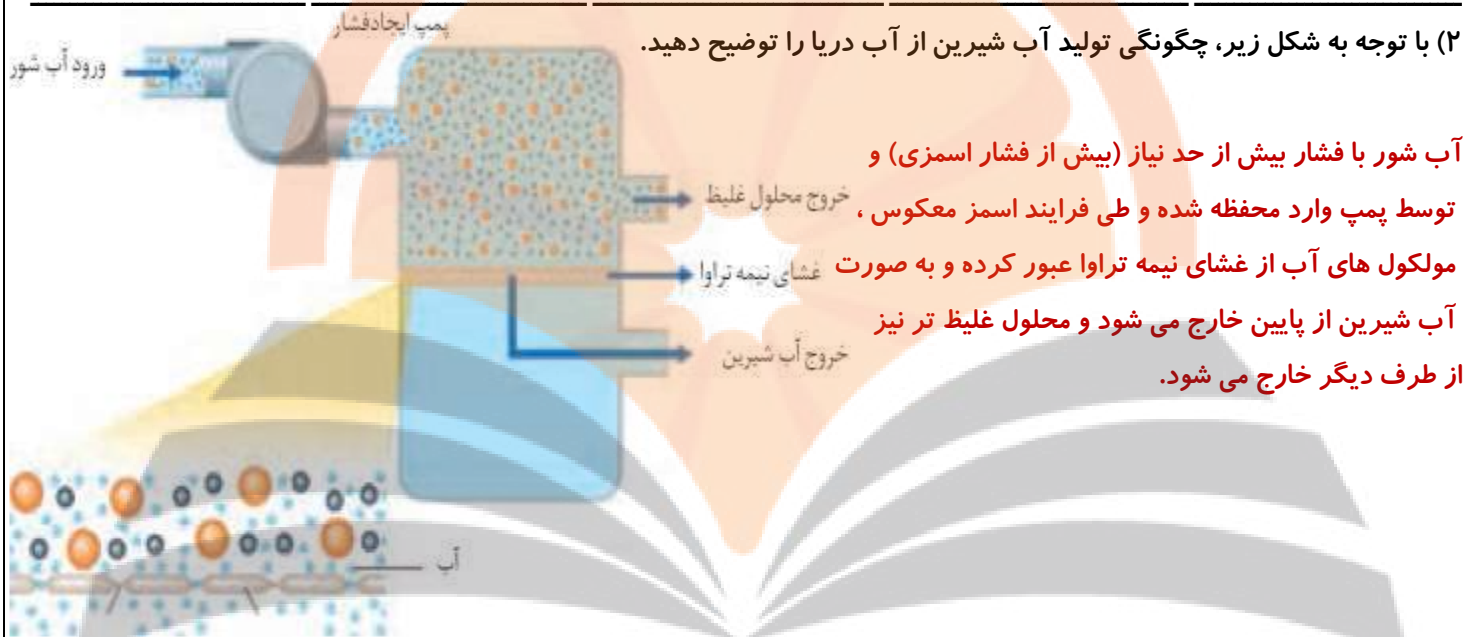 ۲) با توجه به شکل زیر، چگونگی تولید آب شیرین از آب دریا را توضیح دهید.
پمپ ایجادفشار
ورود آب شور
آب شور با فشار بیش از حد نیاز (بیش از فشار اسمزی) و
توسط پمپ وارد محفظه شده و طی فرایند اسمز معکوس ،
مولکول های آب از غشای نیمه تراوا عبور کرده و به صورت
آب شیرین از پایین خارج می شود و محلول غلیظ تر نیز
از طرف دیگر خارج می شود.
خروج محلول غلیظ
غشای نیمه تراوا
خروج آب شیرین
آب